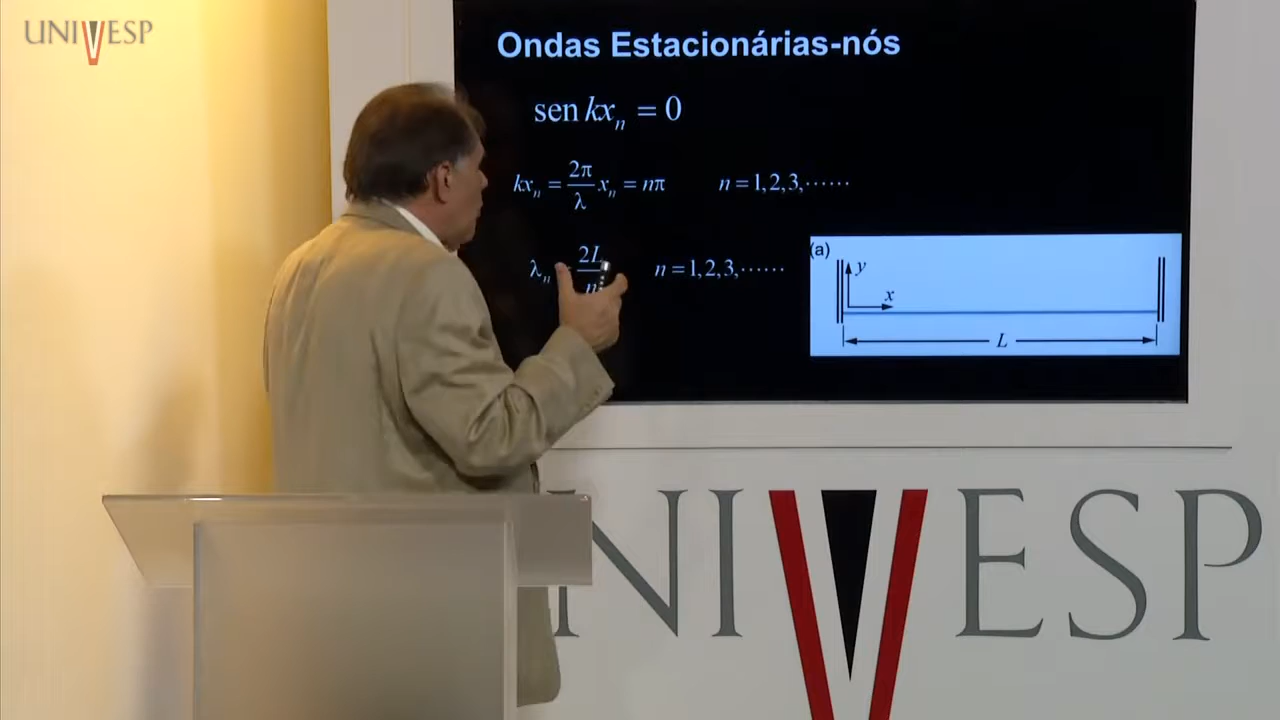 UNIVESP
Ondas Estacionárias-nós
sen kxₙ = 0
kxₙ = 2π/λ xₙ = nπ n = 1,2,3,⋯⋯
λₙ = 2L/n n = 1,2,3,⋯⋯
(a)
y
x
L
NIVESP